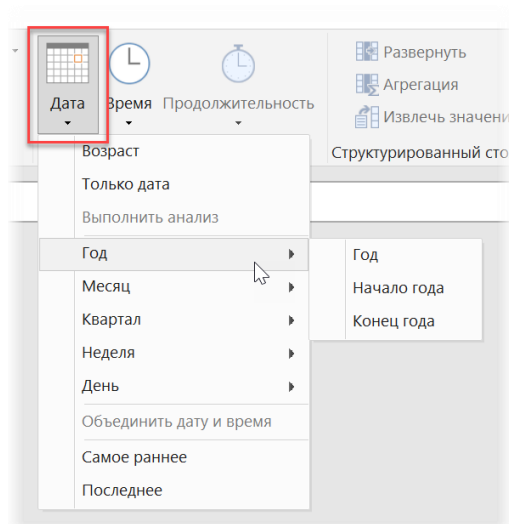 Дата
Время
Продолжительность
Развернуть
Агрегация
Извлечь значени
Структурированный сто
Возраст
Только дата
Выполнить анализ
Год
Месяц
Квартал
Неделя
День
Объединить дату и время
Самое раннее
Последнее
Год
Начало года
Конец года